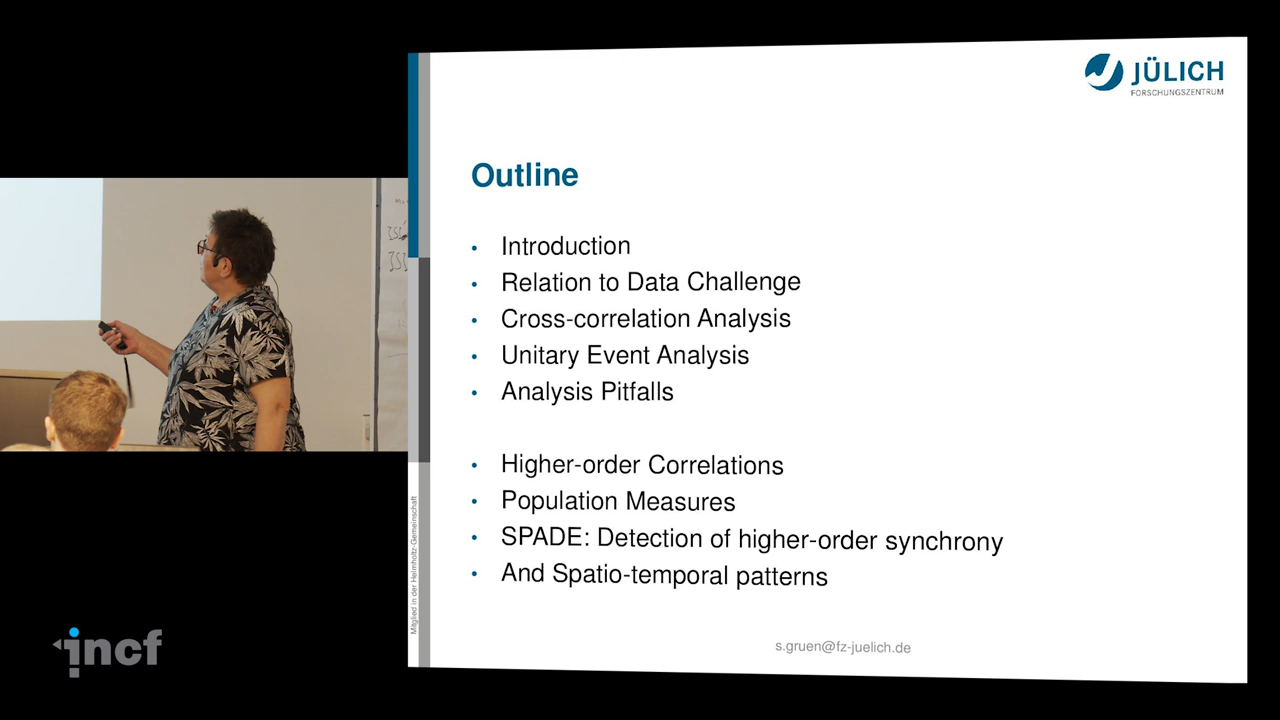 JÜLICH
FORSCHUNGSZENTRUM
Outline
• Introduction
• Relation to Data Challenge
• Cross-correlation Analysis
• Unitary Event Analysis
• Analysis Pitfalls
• Higher-order Correlations
• Population Measures
• SPADE: Detection of higher-order synchrony
• And Spatio-temporal patterns
s.gruen@fz-juelich.de
Mitglied in der Helmholtz-Gemeinschaft
incf